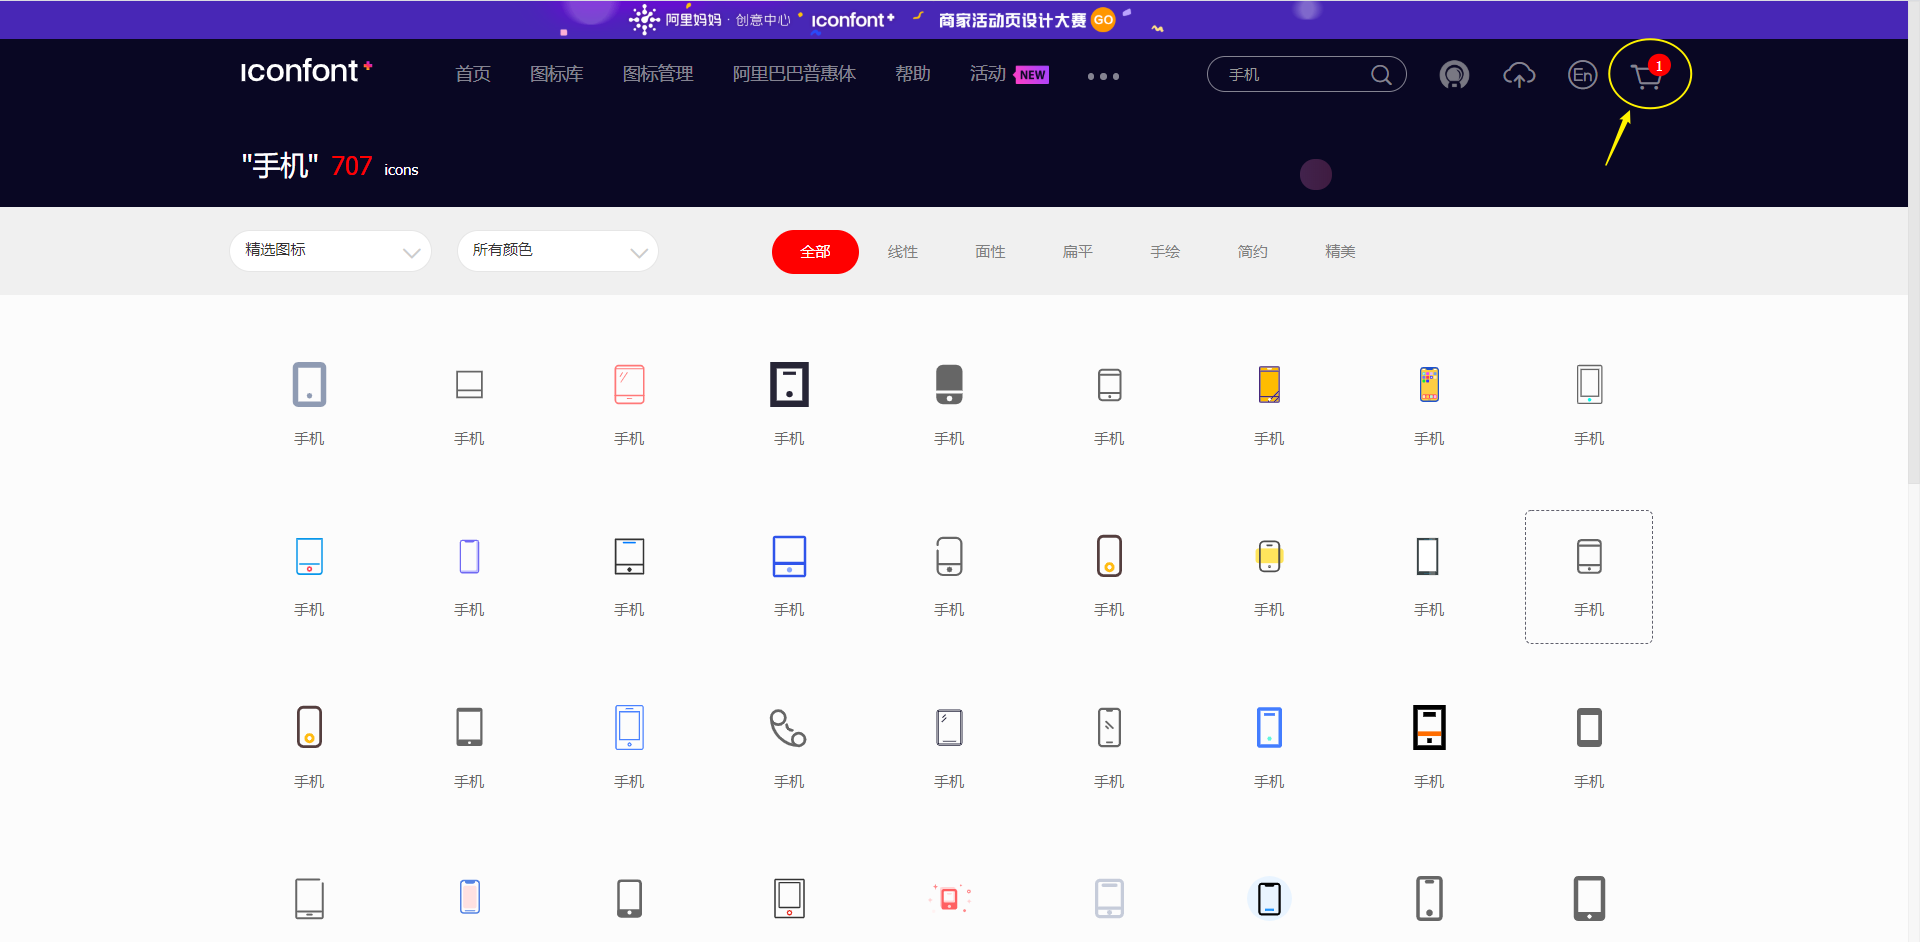 阿里妈妈 · 创意中心 iconfont+ 商家活动页设计大赛 GO
iconfont+ 首页 图标库 图标管理 阿里巴巴普惠体 帮助 活动 NEW 手机 En 1
"手机" 707 icons
精选图标 所有颜色 全部 线性 面性 扁平 手绘 简约 精美
手机 手机 手机 手机 手机 手机 手机 手机 手机
手机 手机 手机 手机 手机 手机 手机 手机 手机
手机 手机 手机 手机 手机 手机 手机 手机 手机